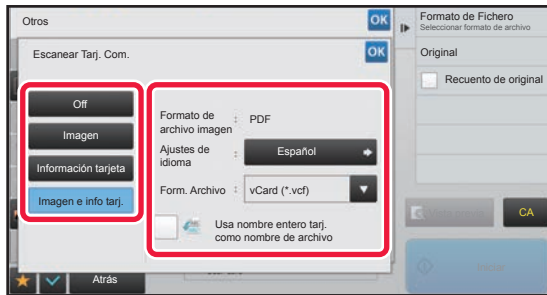 Otros
OK
Escanear Tarj. Com.
OK
Off
Imagen
Información tarjeta
Imagen e info tarj.
Formato de
archivo imagen
:
PDF
Ajustes de
idioma
:
Español
Form. Archivo
:
vCard (*.vcf)
Usa nombre entero tarj.
como nombre de archivo
Atrás
Formato de Fichero
Seleccionar formato de archivo
Original
Recuento de original
CA